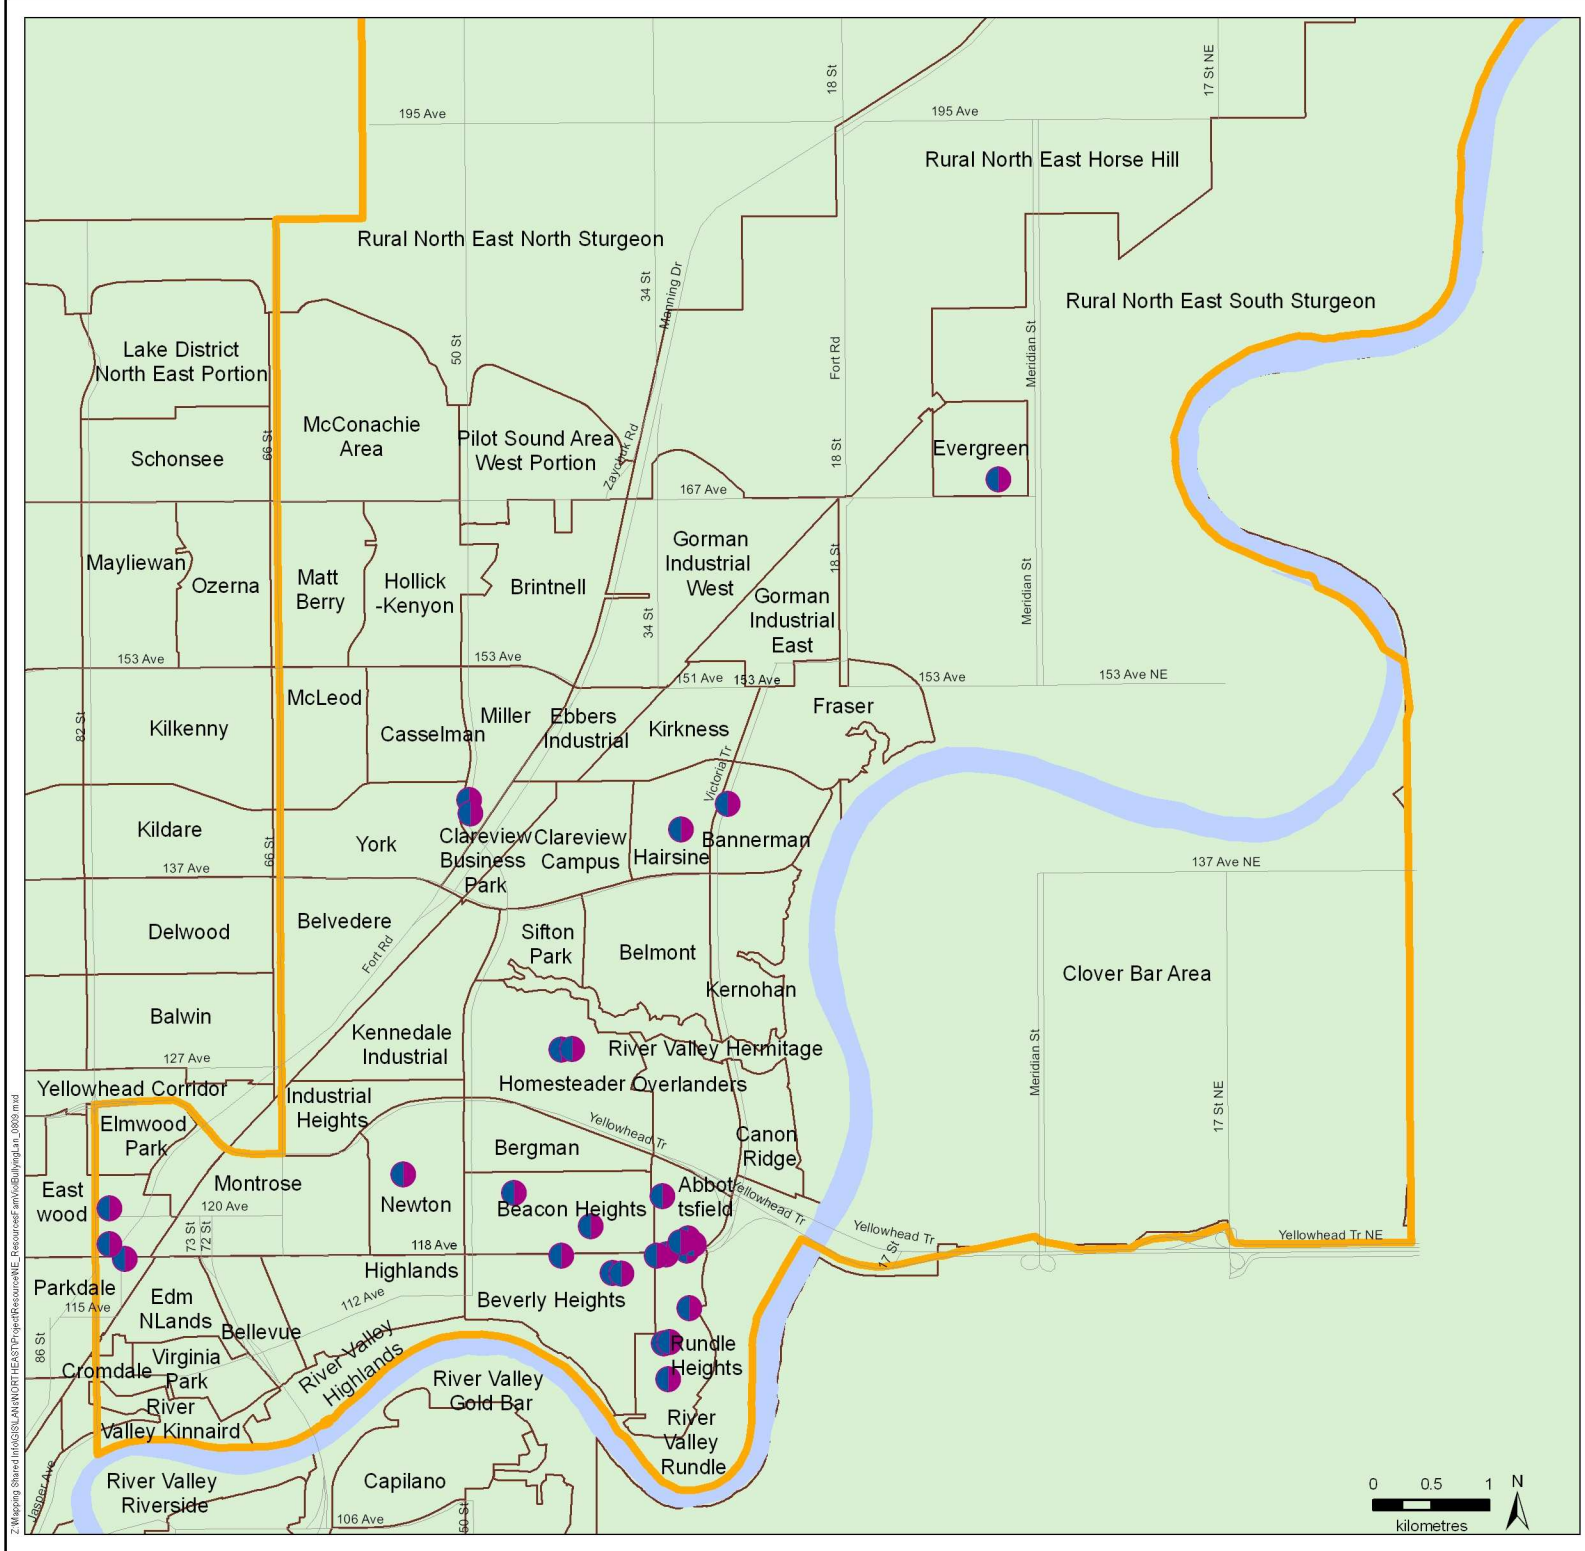 18 St
17 St NE
195 Ave
195 Ave
Rural North East Horse Hill
Rural North East North Sturgeon
34 St
Manning Dr
Rural North East South Sturgeon
Lake District
North East Portion
50 St
Fort Rd
Meridian St
McConachie
Area
Pilot Sound Area
West Portion
Zaychuk Rd
66 St
Schonsee
18 St
Evergreen
167 Ave
Mayliewan
Ozerna
Matt
Berry
Hollick
-Kenyon
Brintnell
Gorman
Industrial
West
18 St
Gorman
Industrial
East
34 St
Meridian St
153 Ave
153 Ave
151 Ave
153 Ave
153 Ave
153 Ave NE
82 St
Kilkenny
McLeod
Casselman
Miller
Ebbers
Industrial
Kirkness
Fraser
Victoria Tr
Kildare
66 St
York
Clareview
Business
Park
Clareview
Campus
Hairsine
Bannerman
137 Ave
137 Ave NE
Delwood
Belvedere
Fort Rd
Sifton
Park
Belmont
Kernohan
Clover Bar Area
Balwin
Kennedale
Industrial
River Valley Hermitage
127 Ave
Meridian St
Yellowhead Corridor
Industrial
Heights
Homesteader
Overlanders
17 St NE
Elmwood
Park
Yellowhead Tr
Bergman
Canon
Ridge
East
wood
Montrose
Newton
Beacon Heights
Abbot
tsfield
Yellowhead Tr
120 Ave
73 St
72 St
118 Ave
Yellowhead Tr
17 St
Yellowhead Tr NE
Parkdale
115 Ave
Edm
NLands
Highlands
112 Ave
Beverly Heights
86 St
Bellevue
Cromdale
Virginia
Park
River Valley
Highlands
Rundle
Heights
River
Valley Kinnaird
River Valley
Gold Bar
River
Valley
Rundle
River Valley
Riverside
Jasper Ave
Capilano
106 Ave
50 St
0 0.5 1
kilometres
N